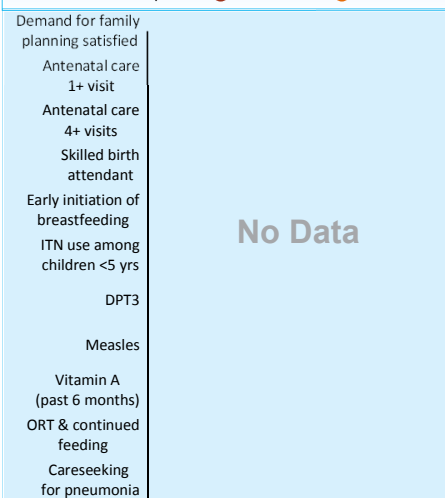 Demand for family
planning satisfied
Antenatal care
1+ visit
Antenatal care
4+ visits
Skilled birth
attendant
Early initiation of
breastfeeding
ITN use among
children <5 yrs
DPT3
Measles
Vitamin A
(past 6 months)
ORT & continued
feeding
Careseeking
for pneumonia
No Data